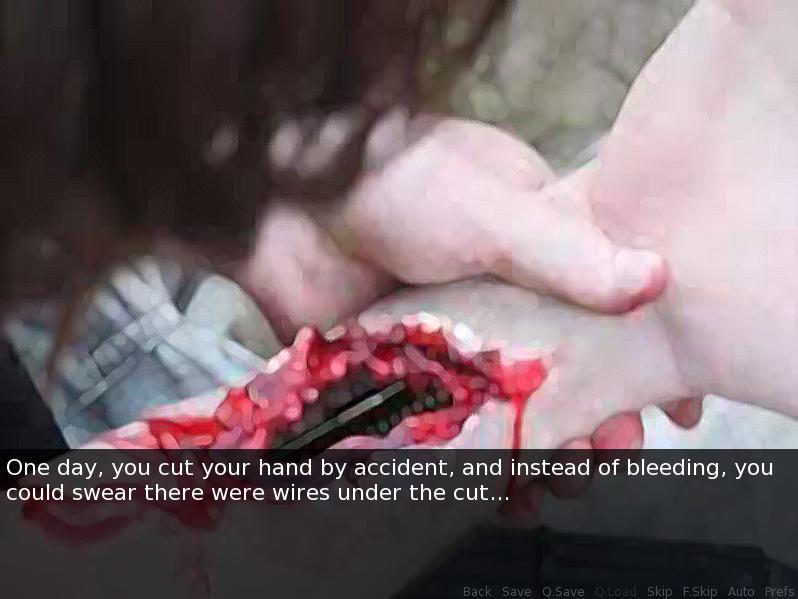 One day, you cut your hand by accident, and instead of bleeding, you
could swear there were wires under the cut...
Back Save Q.Save Q.Load Skip F.Skip Auto Prefs